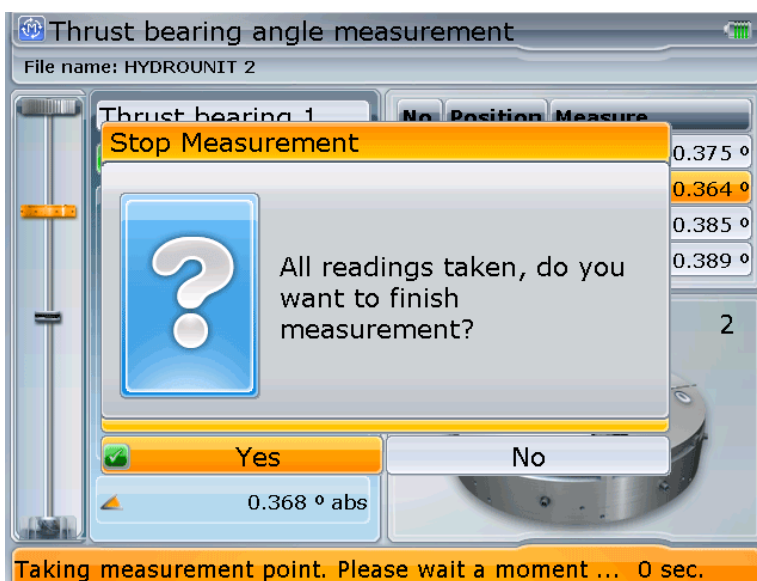 Thrust bearing angle measurement
File name: HYDROUNIT 2
Thrust bearing 1
No Position Measure
Stop Measurement
0.375 º
0.364 º
0.385 º
0.389 º
All readings taken, do you
want to finish
measurement?
2
Yes
No
0.368 º abs
Taking measurement point. Please wait a moment ... 0 sec.